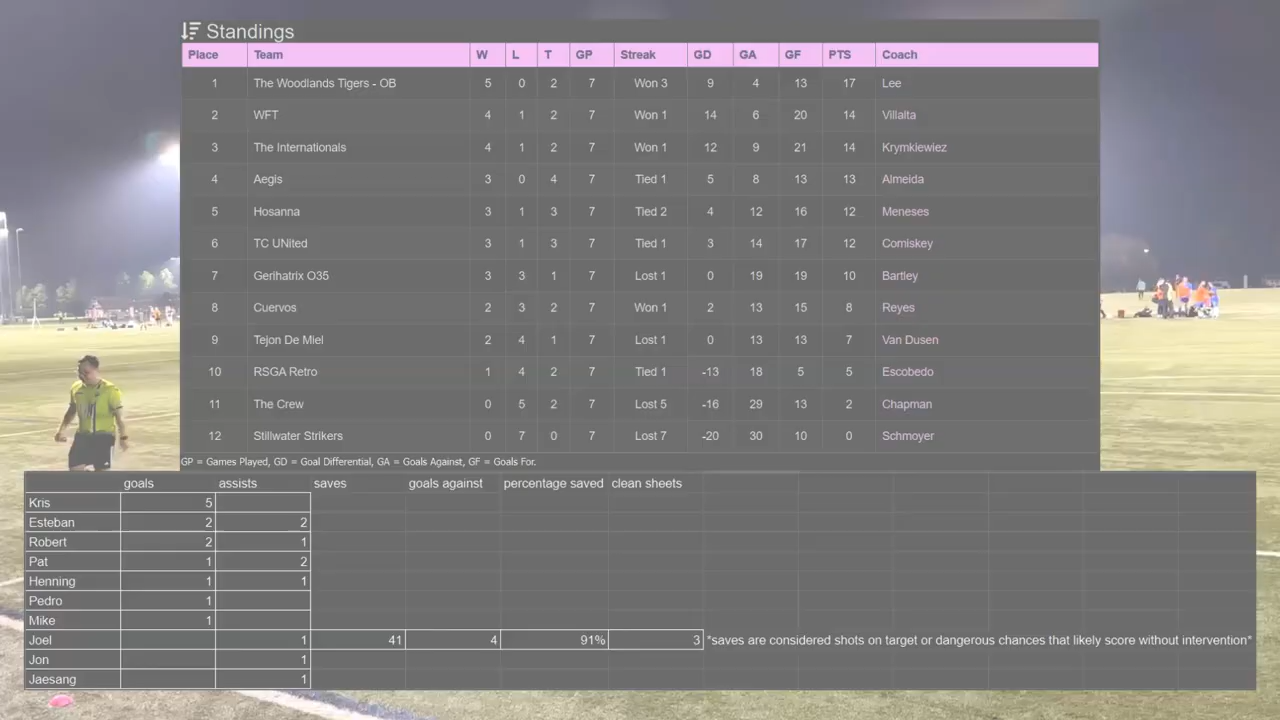 Standings
Place Team W L T GP Streak GD GA GF PTS Coach
1 The Woodlands Tigers - OB 5 0 2 7 Won 3 9 4 13 17 Lee
2 WFT 4 1 2 7 Won 1 14 6 20 14 Villalta
3 The Internationals 4 1 2 7 Won 1 12 9 21 14 Krymkiewiez
4 Aegis 3 0 4 7 Tied 1 5 8 13 13 Almeida
5 Hosanna 3 1 3 7 Tied 2 4 12 16 12 Meneses
6 TC UNited 3 1 3 7 Tied 1 3 14 17 12 Comiskey
7 Gerihatrix O35 3 3 1 7 Lost 1 0 19 19 10 Bartley
8 Cuervos 2 3 2 7 Won 1 2 13 15 8 Reyes
9 Tejon De Miel 2 4 1 7 Lost 1 0 13 13 7 Van Dusen
10 RSGA Retro 1 4 2 7 Tied 1 -13 18 5 5 Escobedo
11 The Crew 0 5 2 7 Lost 5 -16 29 13 2 Chapman
12 Stillwater Strikers 0 7 0 7 Lost 7 -20 30 10 0 Schmoyer
GP = Games Played, GD = Goal Differential, GA = Goals Against, GF = Goals For.
goals assists saves goals against percentage saved clean sheets
Kris 5
Esteban 2 2
Robert 2 1
Pat 1 2
Henning 1 1
Pedro 1
Mike 1
Joel 1 41 4 91% 3 *saves are considered shots on target or dangerous chances that likely score without intervention*
Jon 1
Jaesang 1